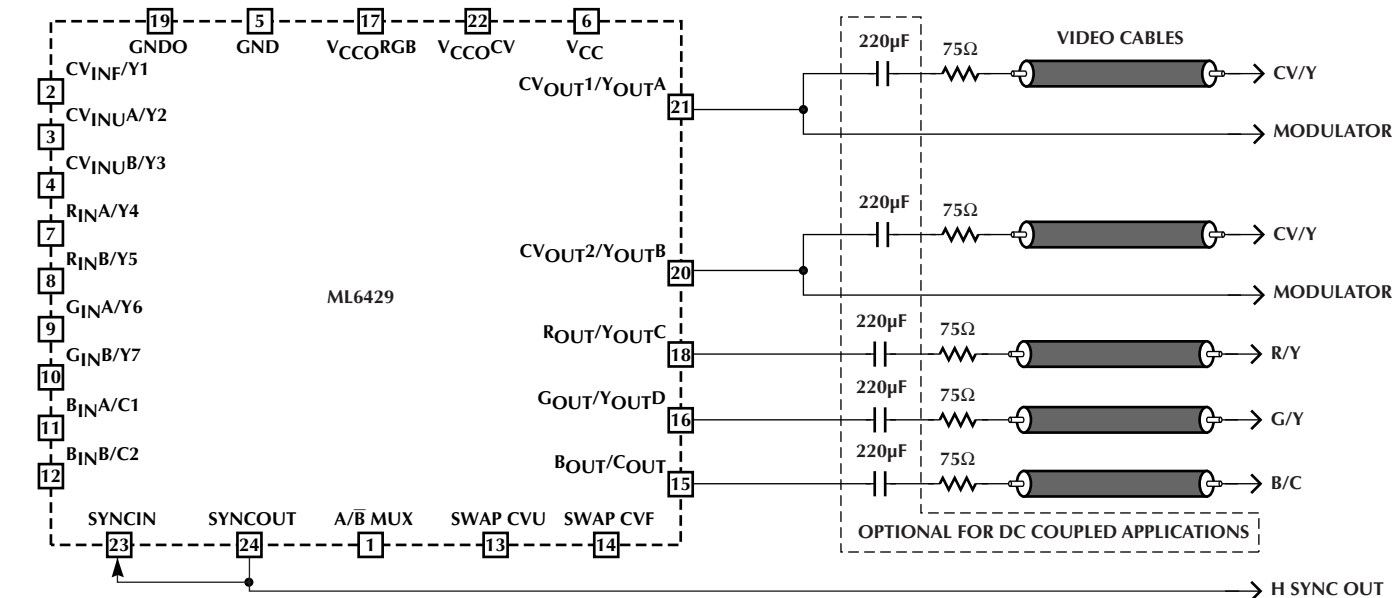 19 5 17 22 6
GNDO GND VCCORGB VCCOCV VCC
CVINF/Y1
2
CVINUA/Y2
3
CVINUB/Y3
4
RINA/Y4
7
RINB/Y5
8
GINA/Y6
9
GINB/Y7
10
BINA/C1
11
BINB/C2
12
ML6429
CVOUT1/YOUTA
21
CVOUT2/YOUTB
20
ROUT/YOUTC
18
GOUT/YOUTD
16
BOUT/COUT
15
SYNCIN SYNCOUT A/B̅ MUX SWAP CVU SWAP CVF
23 24 1 13 14
VIDEO CABLES
220µF 75Ω CV/Y
MODULATOR
220µF 75Ω CV/Y
MODULATOR
220µF 75Ω R/Y
220µF 75Ω G/Y
220µF 75Ω B/C
OPTIONAL FOR DC COUPLED APPLICATIONS
H SYNC OUT